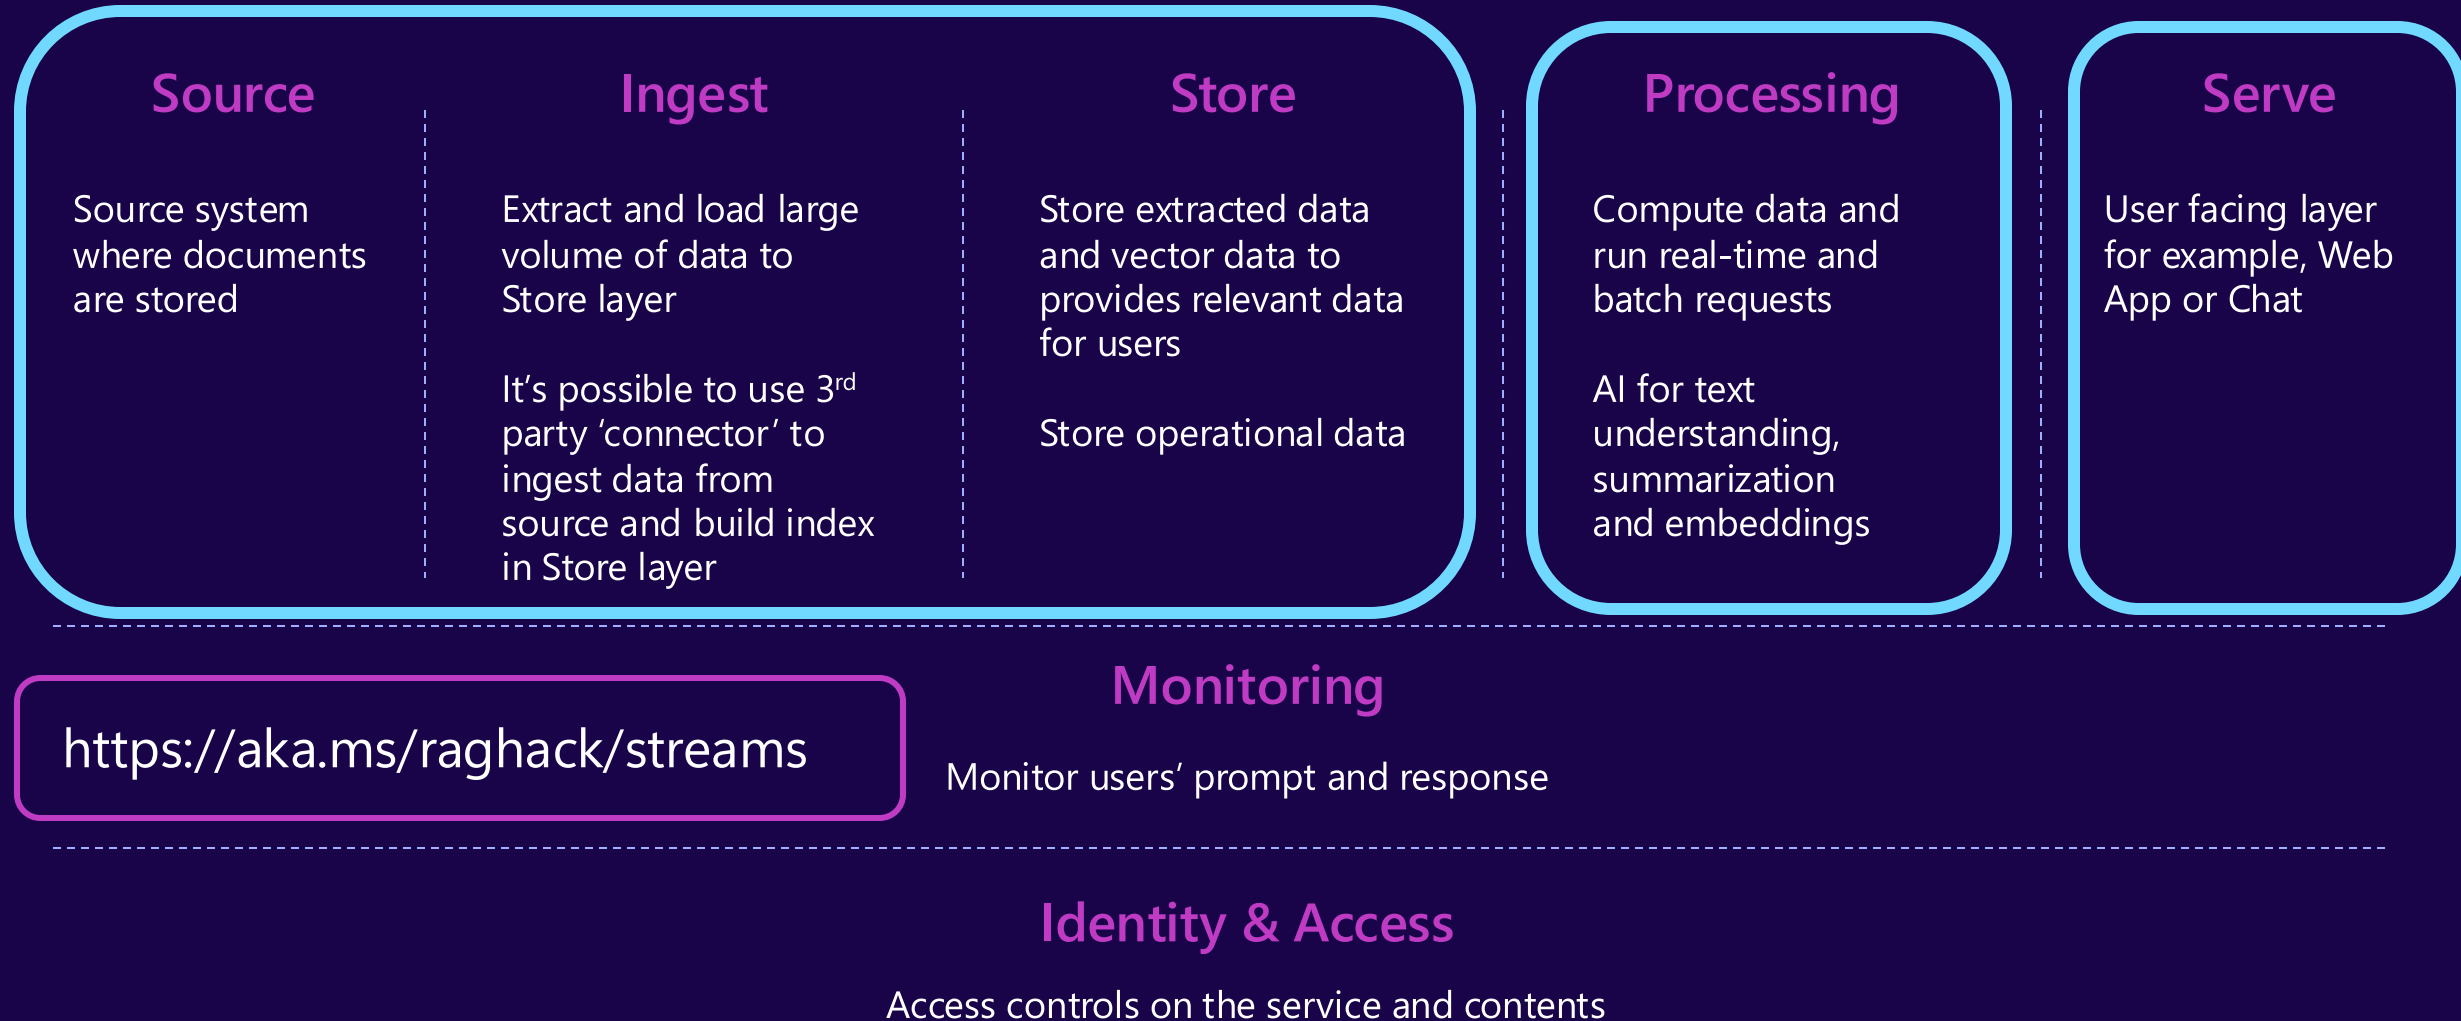 Source
Source system
where documents
are stored
Ingest
Extract and load large
volume of data to
Store layer
It’s possible to use 3rd
party ‘connector’ to
ingest data from
source and build index
in Store layer
Store
Store extracted data
and vector data to
provides relevant data
for users
Store operational data
Processing
Compute data and
run real-time and
batch requests
AI for text
understanding,
summarization
and embeddings
Serve
User facing layer
for example, Web
App or Chat
https://aka.ms/raghack/streams
Monitoring
Monitor users’ prompt and response
Identity & Access
Access controls on the service and contents